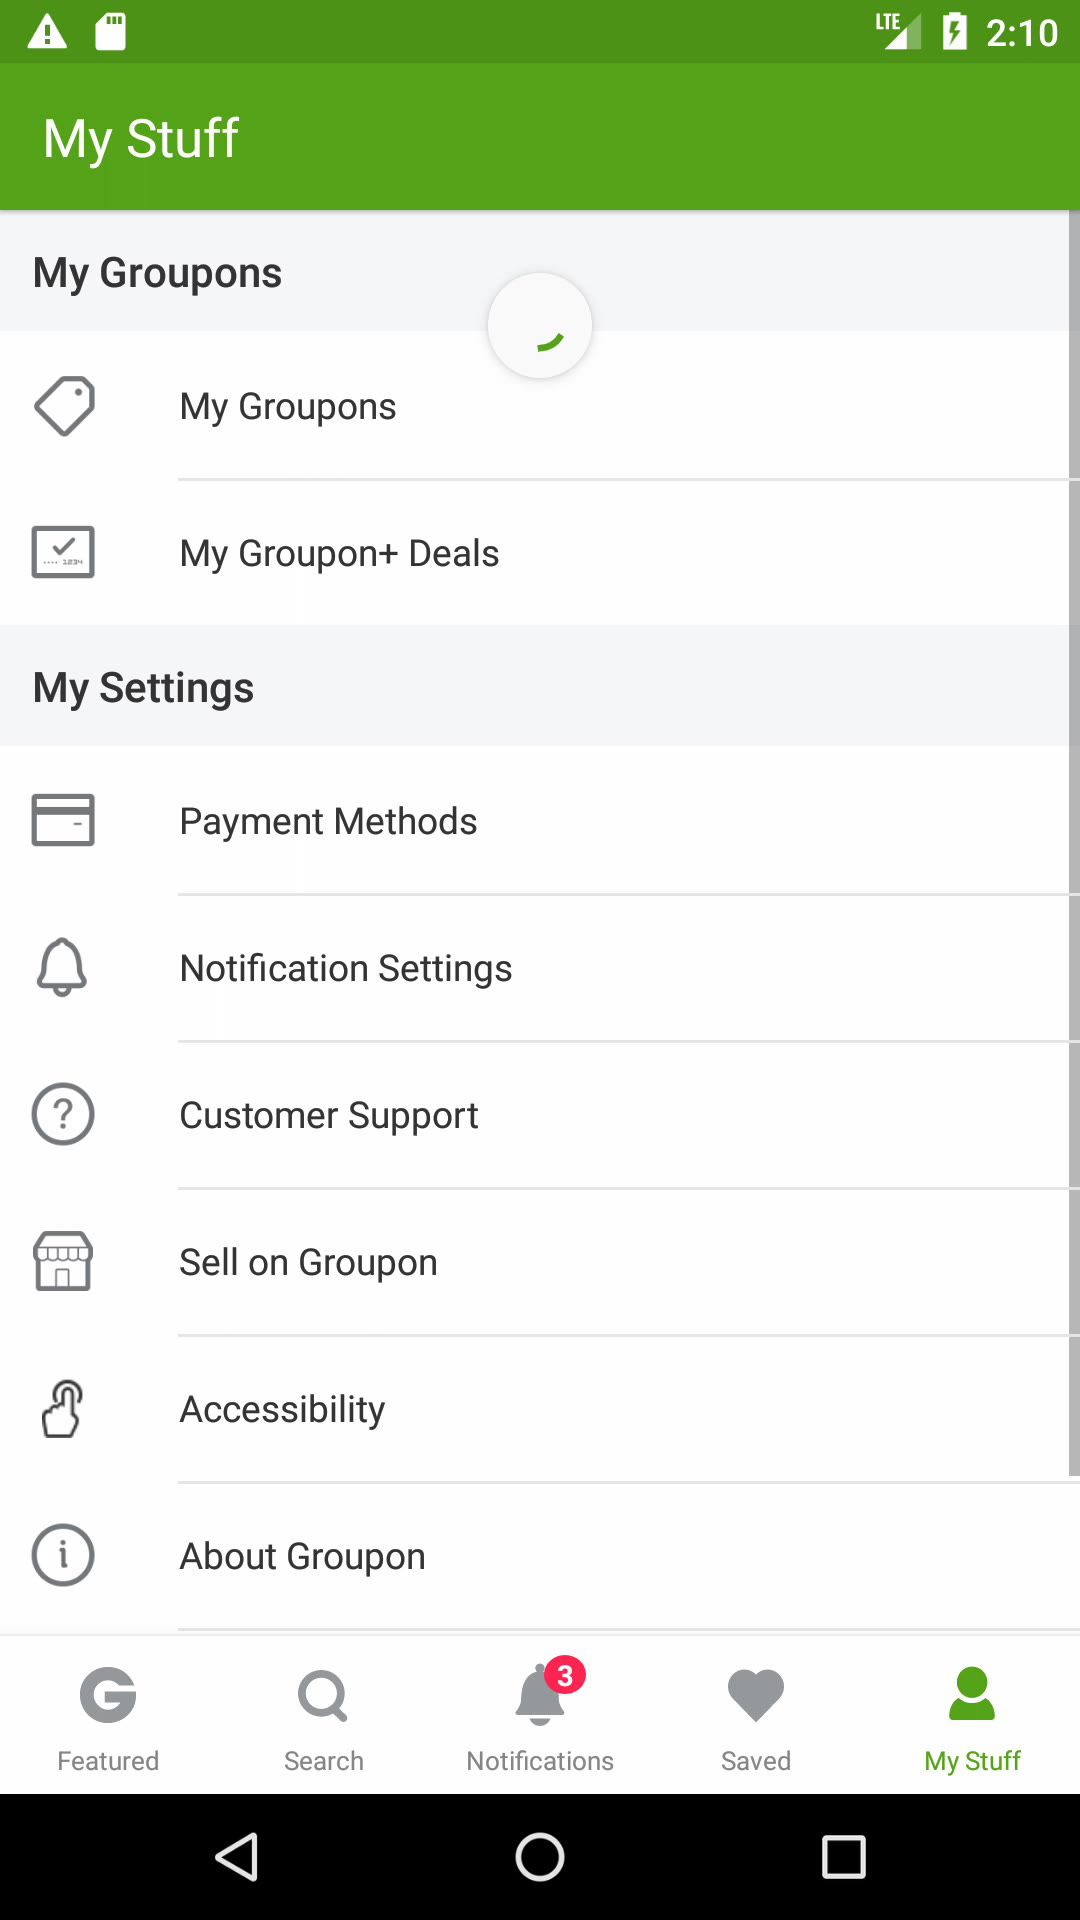 LTE 2:10
My Stuff
My Groupons
My Groupons
1234
My Groupon+ Deals
My Settings
Payment Methods
Notification Settings
?
Customer Support
Sell on Groupon
Accessibility
i
About Groupon
G
3
Featured Search Notifications Saved My Stuff